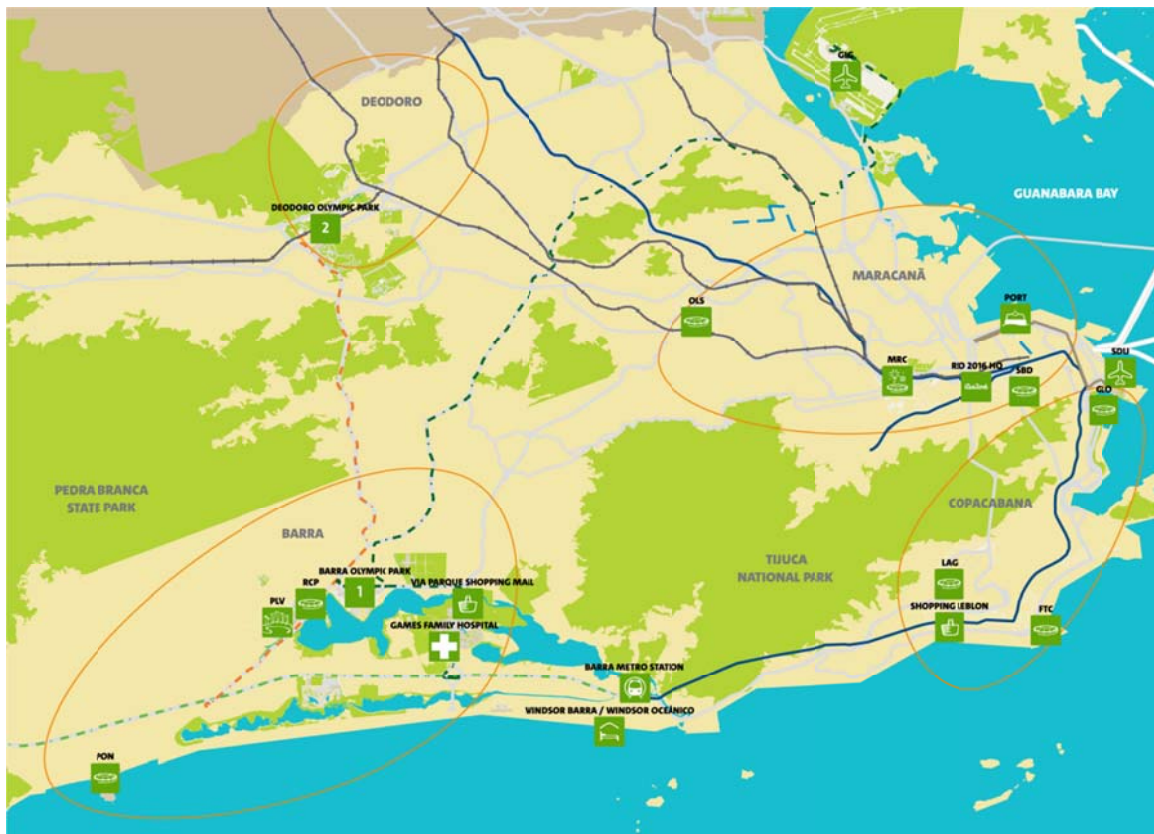 GIG
DEODORO
GUANABARA BAY
DEODORO OLYMPIC PARK
2
MARACANÃ
OLS
PORT
MRC
RIO 2016 HQ
SBD
SDU
GLO
PEDRA BRANCA
STATE PARK
COPACABANA
BARRA
TIJUCA
NATIONAL PARK
BARRA OLYMPIC PARK
1
VIA PARQUE SHOPPING MALL
RCP
PLV
LAG
SHOPPING LEBLON
FTC
GAMES FAMILY HOSPITAL
BARRA METRO STATION
WINDSOR BARRA / WINDSOR OCEÂNICO
PON